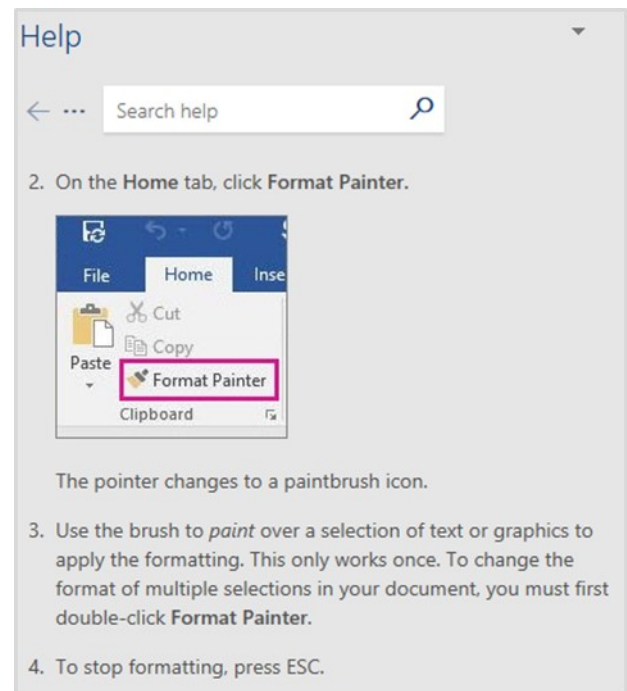 Help
Search help
2. On the Home tab, click Format Painter.
File Home Inse
Cut
Copy
Paste
Format Painter
Clipboard
The pointer changes to a paintbrush icon.
3. Use the brush to paint over a selection of text or graphics to
apply the formatting. This only works once. To change the
format of multiple selections in your document, you must first
double-click Format Painter.
4. To stop formatting, press ESC.